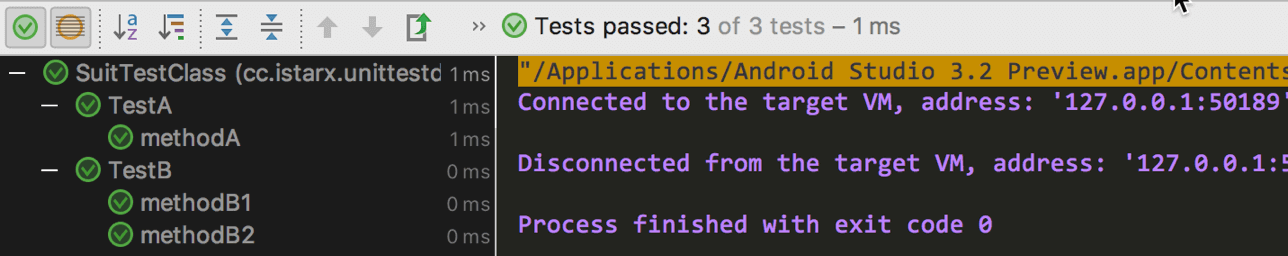 Tests passed: 3 of 3 tests – 1 ms
SuitTestClass (cc.istarx.unittestd 1 ms
TestA 1 ms
methodA 1 ms
TestB 0 ms
methodB1 0 ms
methodB2 0 ms
"/Applications/Android Studio 3.2 Preview.app/Contents
Connected to the target VM, address: '127.0.0.1:50189'
Disconnected from the target VM, address: '127.0.0.1:5
Process finished with exit code 0